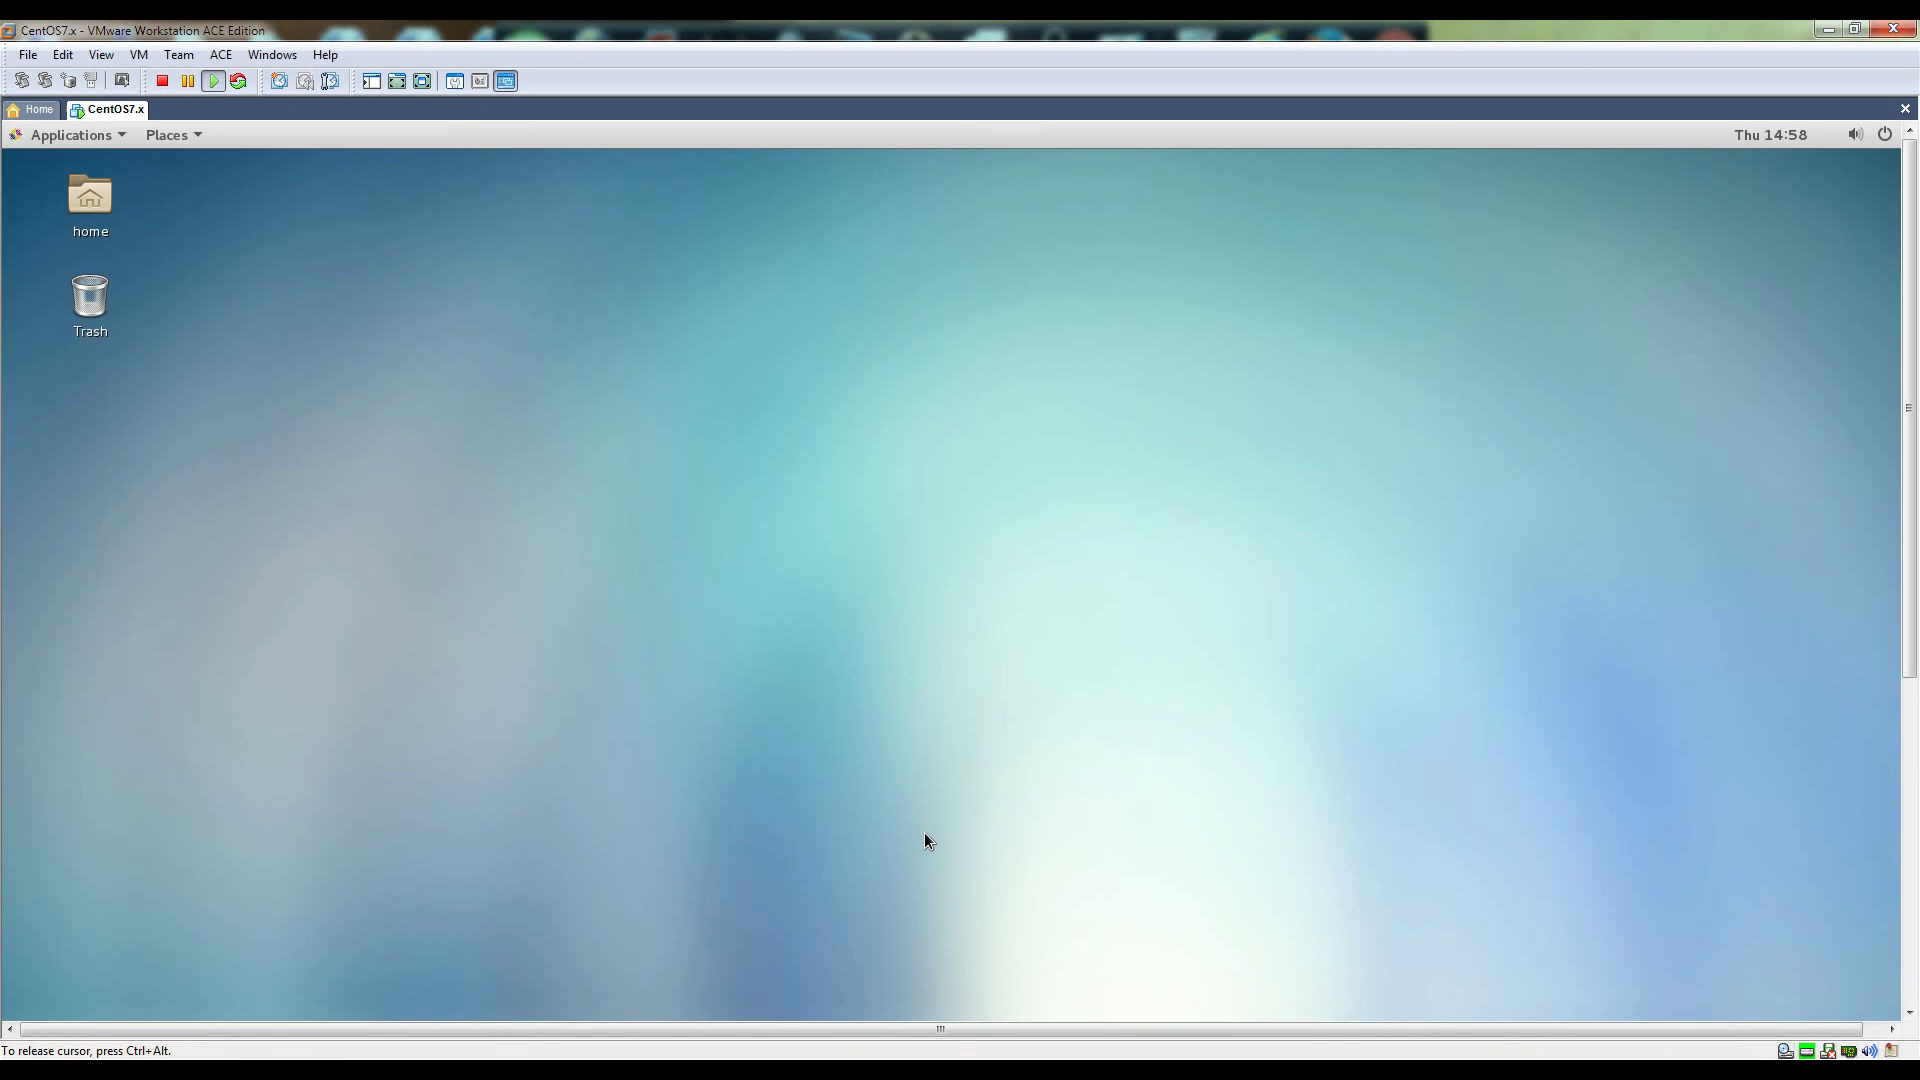 CentOS7.x - VMware Workstation ACE Edition
File Edit View VM Team ACE Windows Help
Home CentOS7.x
Applications Places Thu 14:58
home
Trash
To release cursor, press Ctrl+Alt.